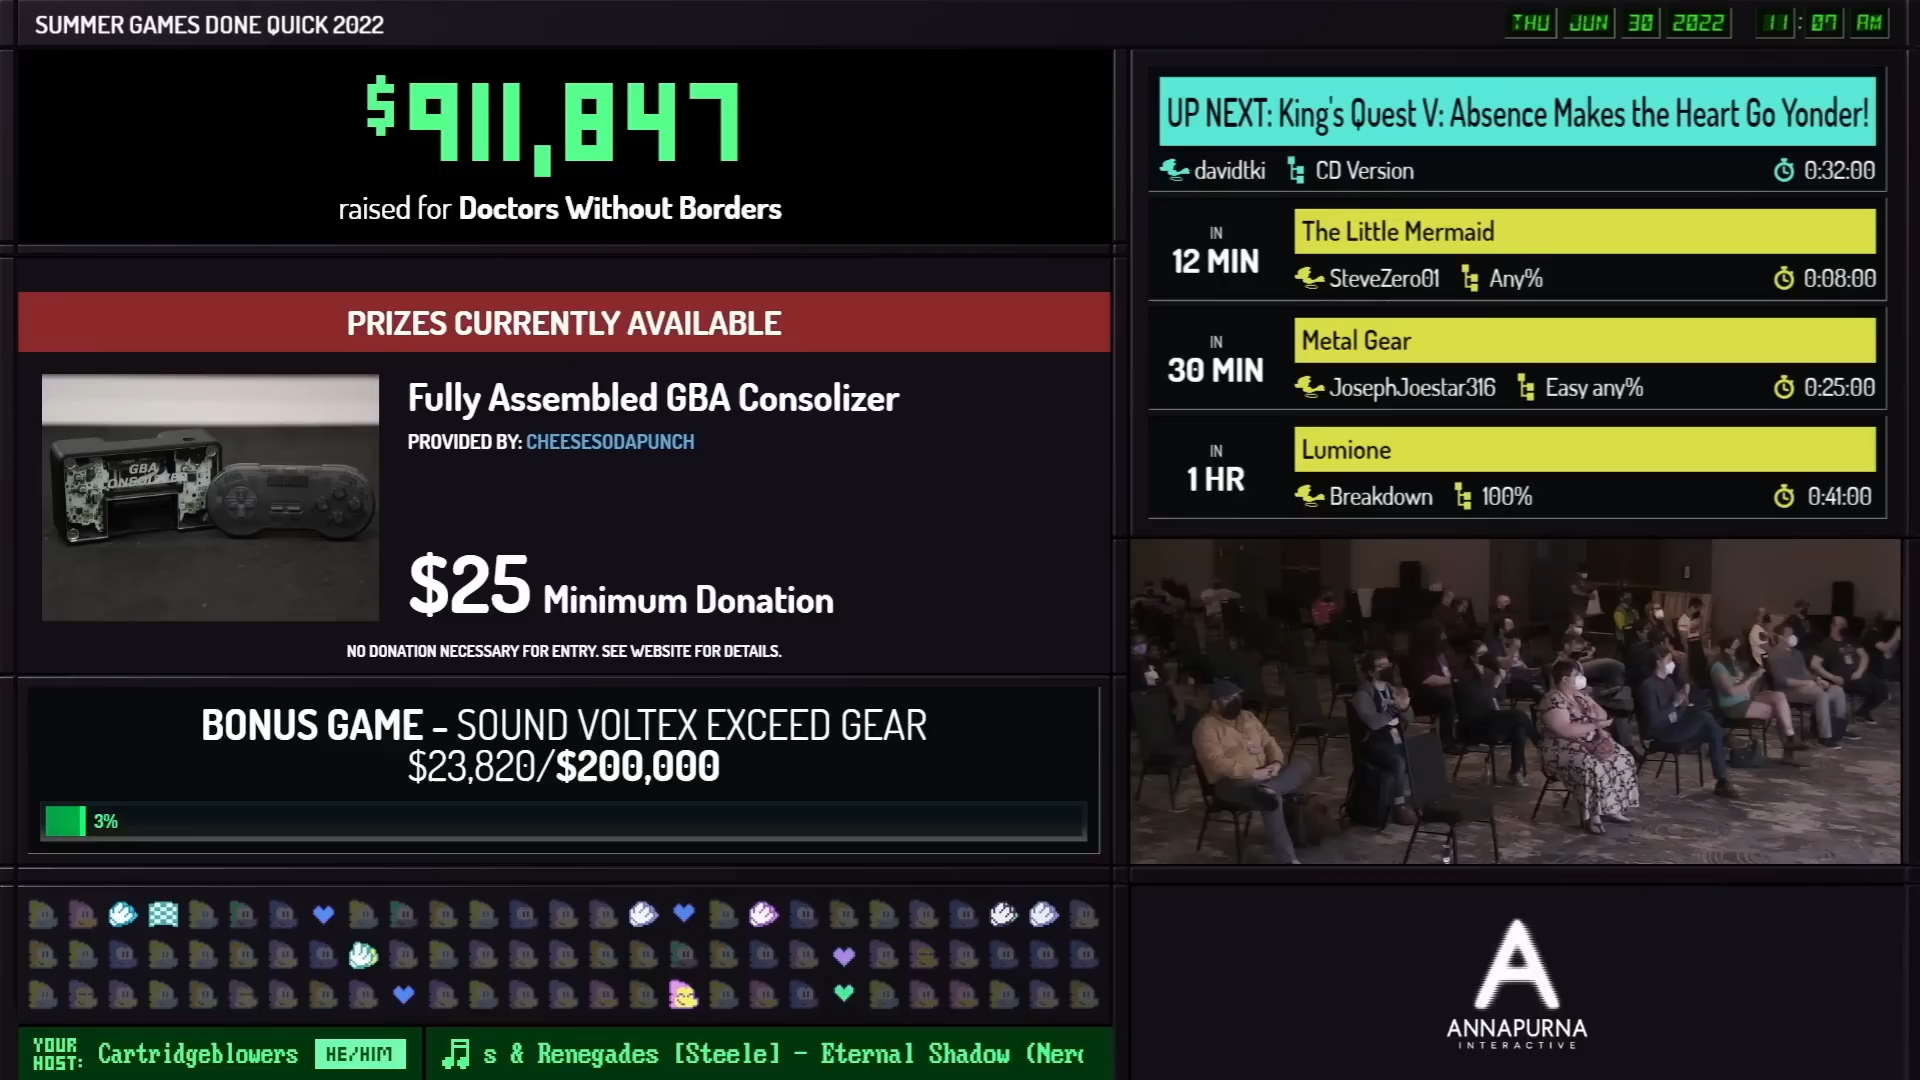 SUMMER GAMES DONE QUICK 2022
THU JUN 30 2022 11:07 AM
$911,847
raised for Doctors Without Borders
PRIZES CURRENTLY AVAILABLE
GBA
Fully Assembled GBA Consolizer
PROVIDED BY: CHEESESODAPUNCH
$25 Minimum Donation
NO DONATION NECESSARY FOR ENTRY. SEE WEBSITE FOR DETAILS.
BONUS GAME - SOUND VOLTEX EXCEED GEAR
$23,820/$200,000
3%
YOUR HOST: Cartridgeblowers HE/HIM
s & Renegades [Steele] - Eternal Shadow (Ner
UP NEXT: King's Quest V: Absence Makes the Heart Go Yonder!
davidtki CD Version 0:32:00
IN 12 MIN
The Little Mermaid
SteveZero01 Any% 0:08:00
IN 30 MIN
Metal Gear
JosephJoestar316 Easy any% 0:25:00
IN 1 HR
Lumione
Breakdown 100% 0:41:00
A
ANNAPURNA
INTERACTIVE